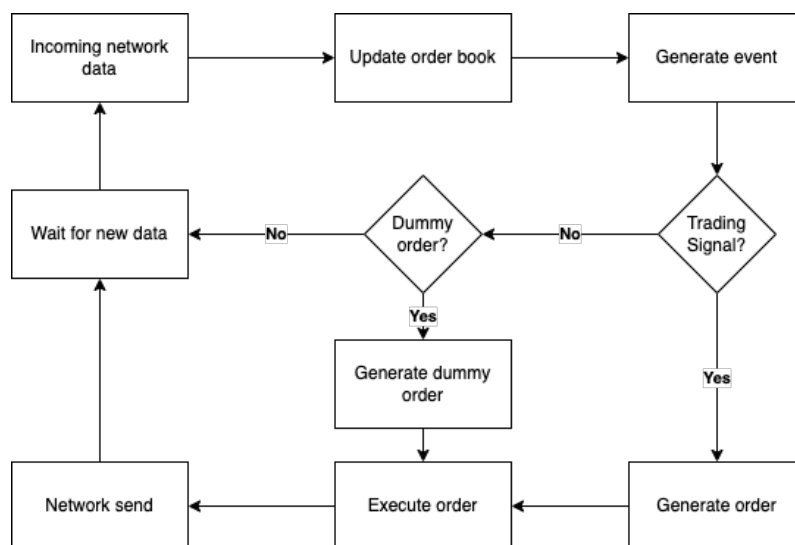 Incoming network
data
Update order book
Generate event
Wait for new data
No
Dummy
order?
No
Trading
Signal?
Yes
Generate dummy
order
Yes
Network send
Execute order
Generate order